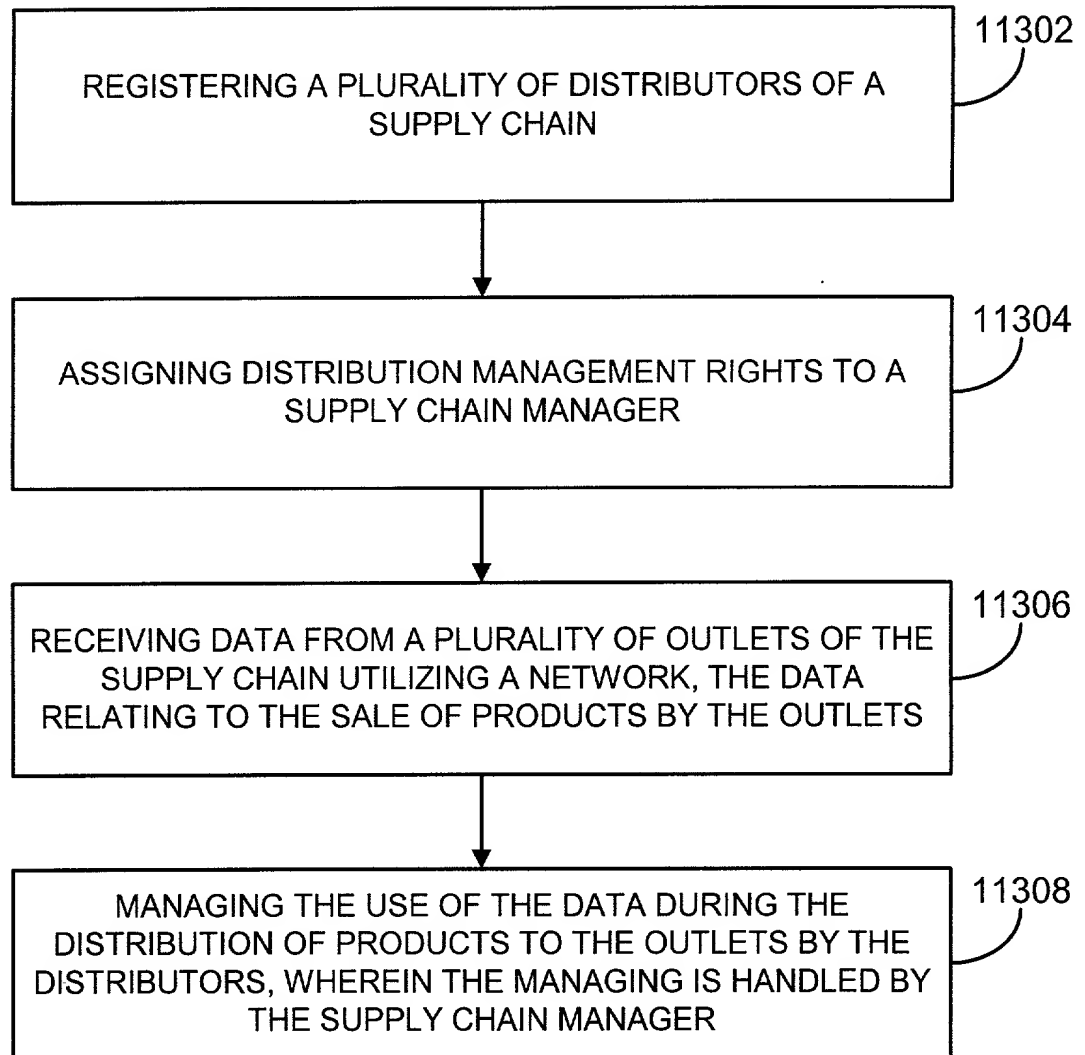 11302
REGISTERING A PLURALITY OF DISTRIBUTORS OF A
SUPPLY CHAIN
11304
ASSIGNING DISTRIBUTION MANAGEMENT RIGHTS TO A
SUPPLY CHAIN MANAGER
11306
RECEIVING DATA FROM A PLURALITY OF OUTLETS OF THE
SUPPLY CHAIN UTILIZING A NETWORK, THE DATA
RELATING TO THE SALE OF PRODUCTS BY THE OUTLETS
11308
MANAGING THE USE OF THE DATA DURING THE
DISTRIBUTION OF PRODUCTS TO THE OUTLETS BY THE
DISTRIBUTORS, WHEREIN THE MANAGING IS HANDLED BY
THE SUPPLY CHAIN MANAGER